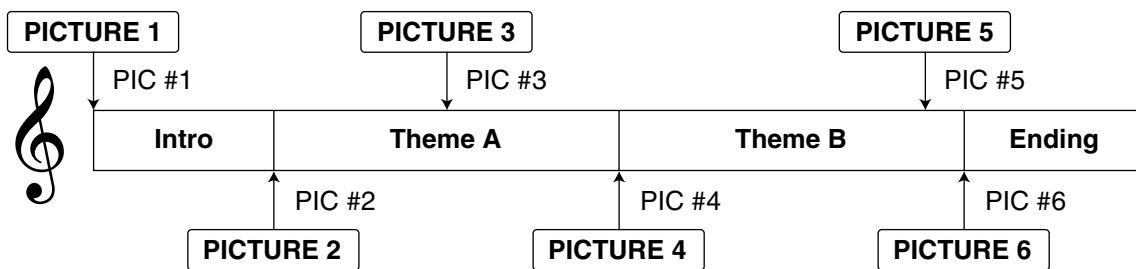 PICTURE 1 PICTURE 3 PICTURE 5
PIC #1 PIC #3 PIC #5
Intro Theme A Theme B Ending
PIC #2 PIC #4 PIC #6
PICTURE 2 PICTURE 4 PICTURE 6